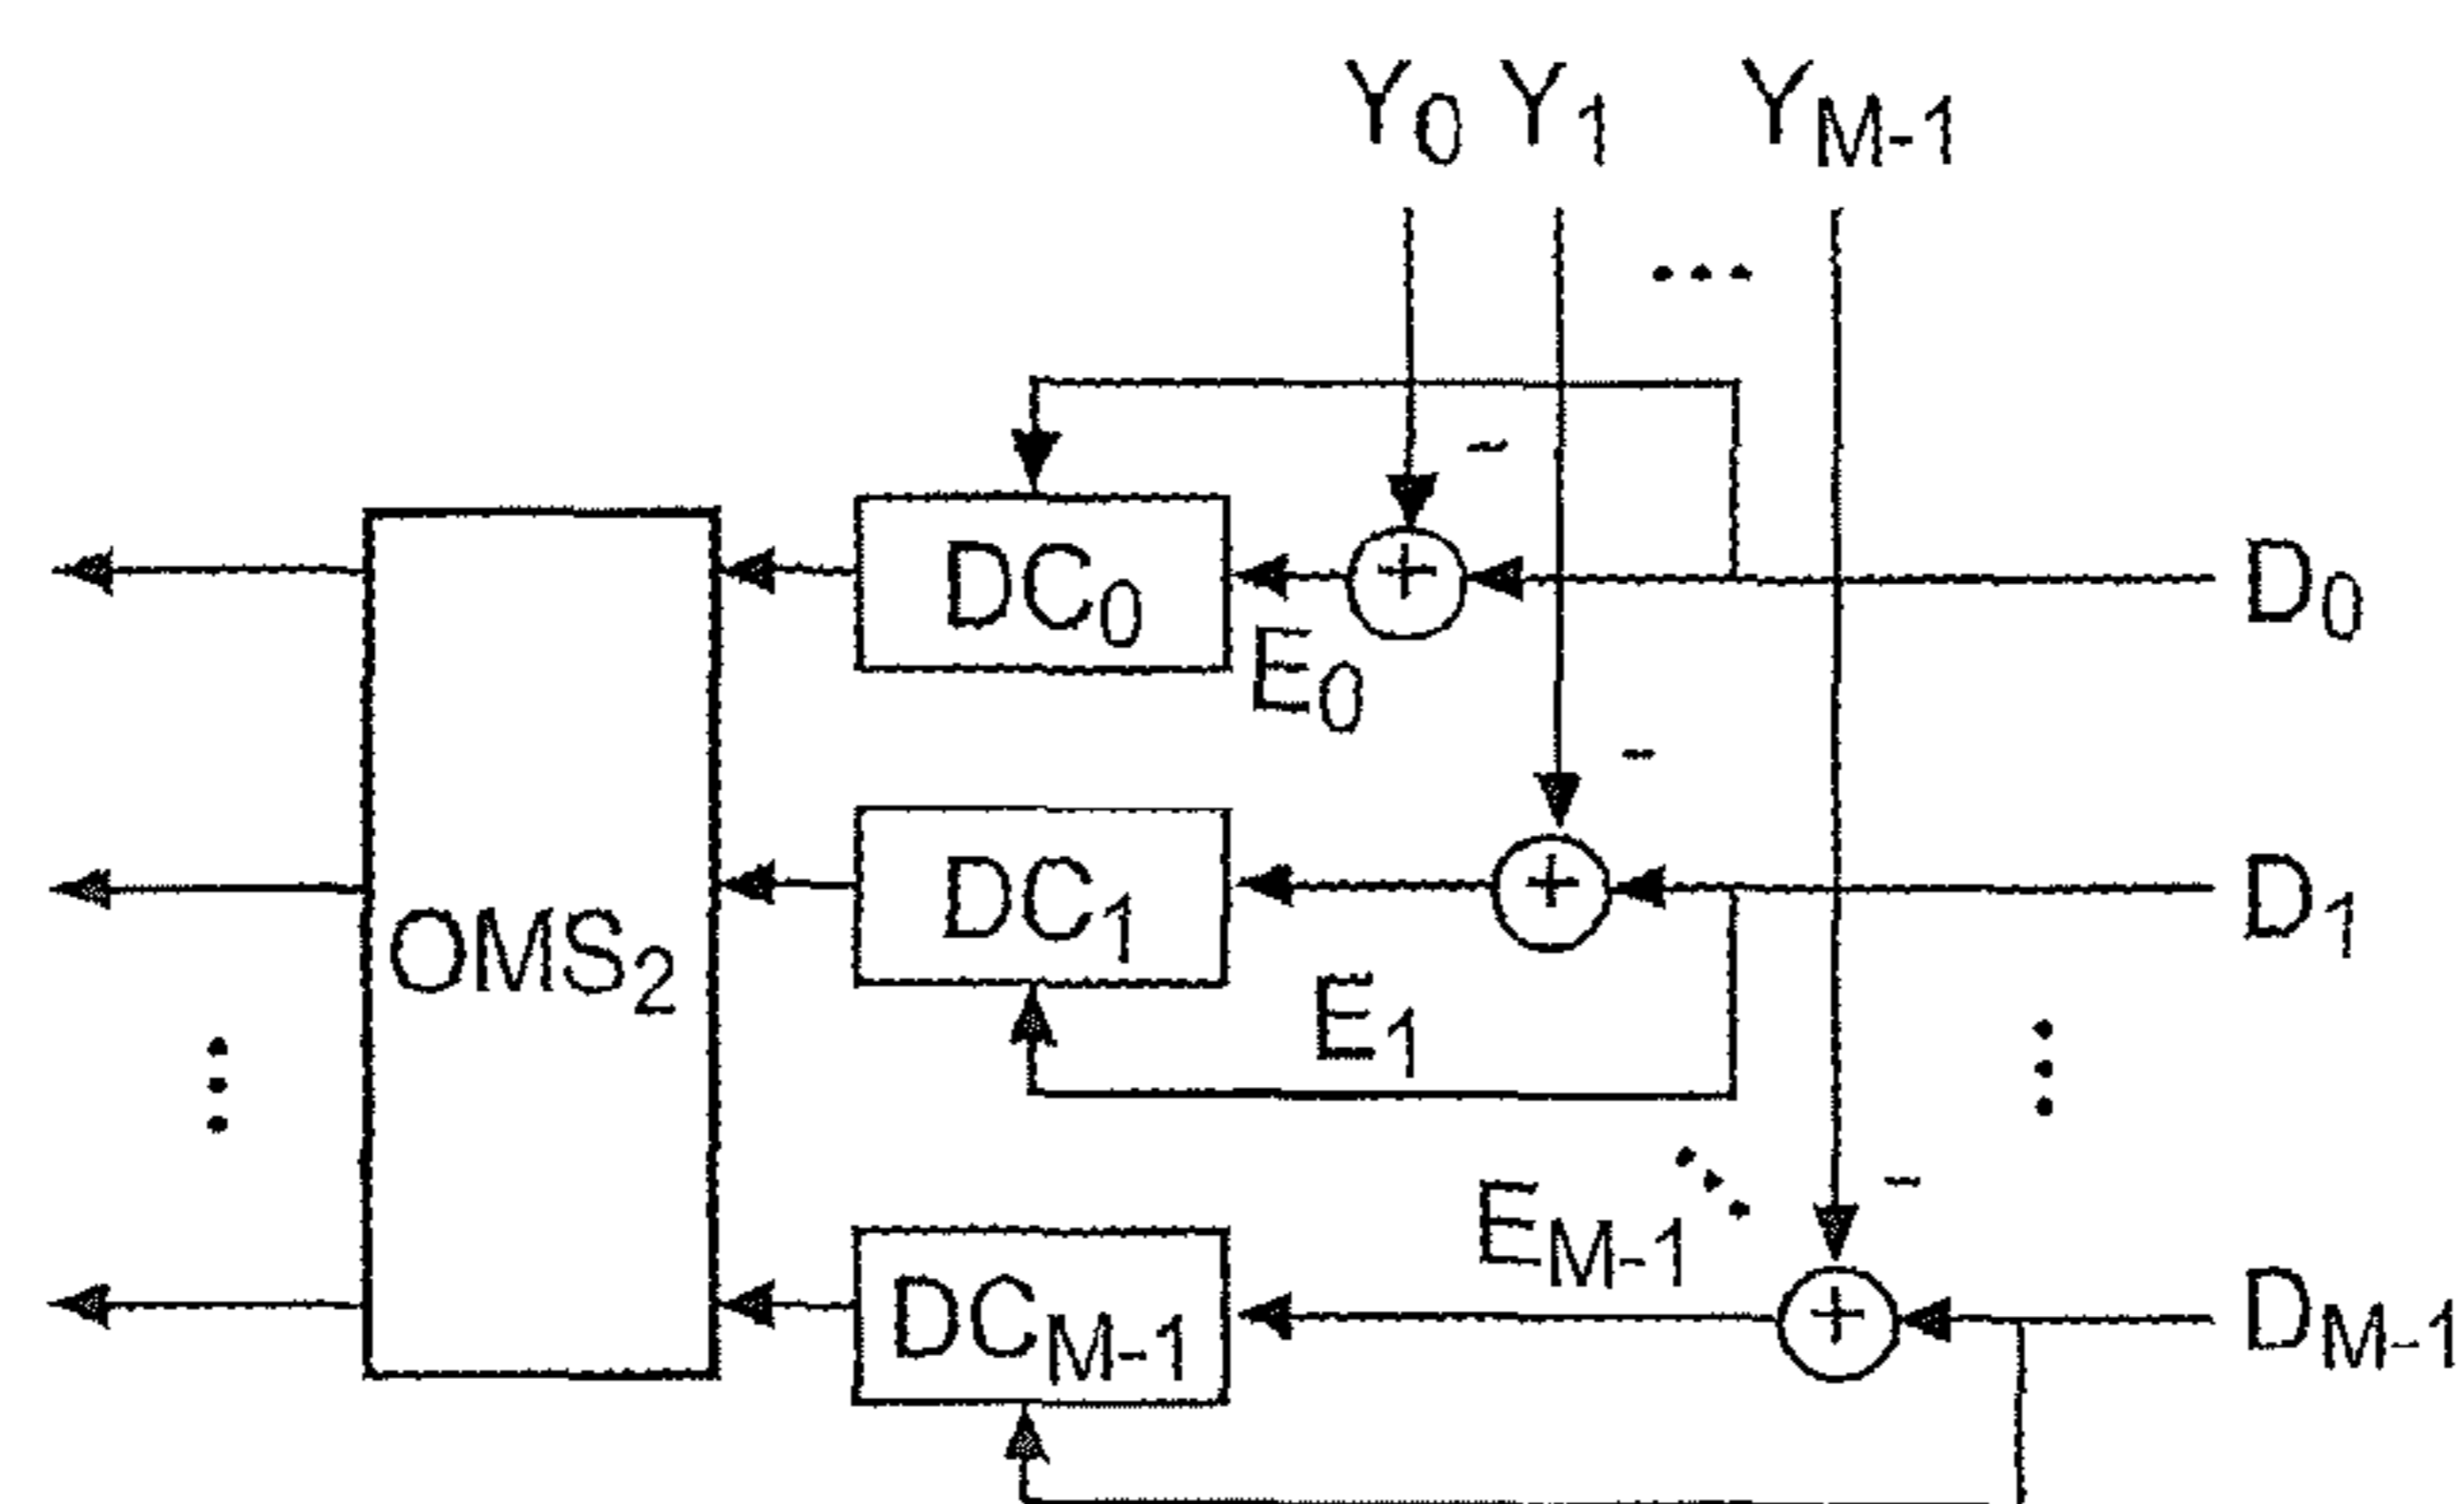 Y0 Y1 YM-1
...
-
DC0 + D0
E0
-
DC1 + D1
OMS2
E1
EM-1 -
DCM-1 + DM-1